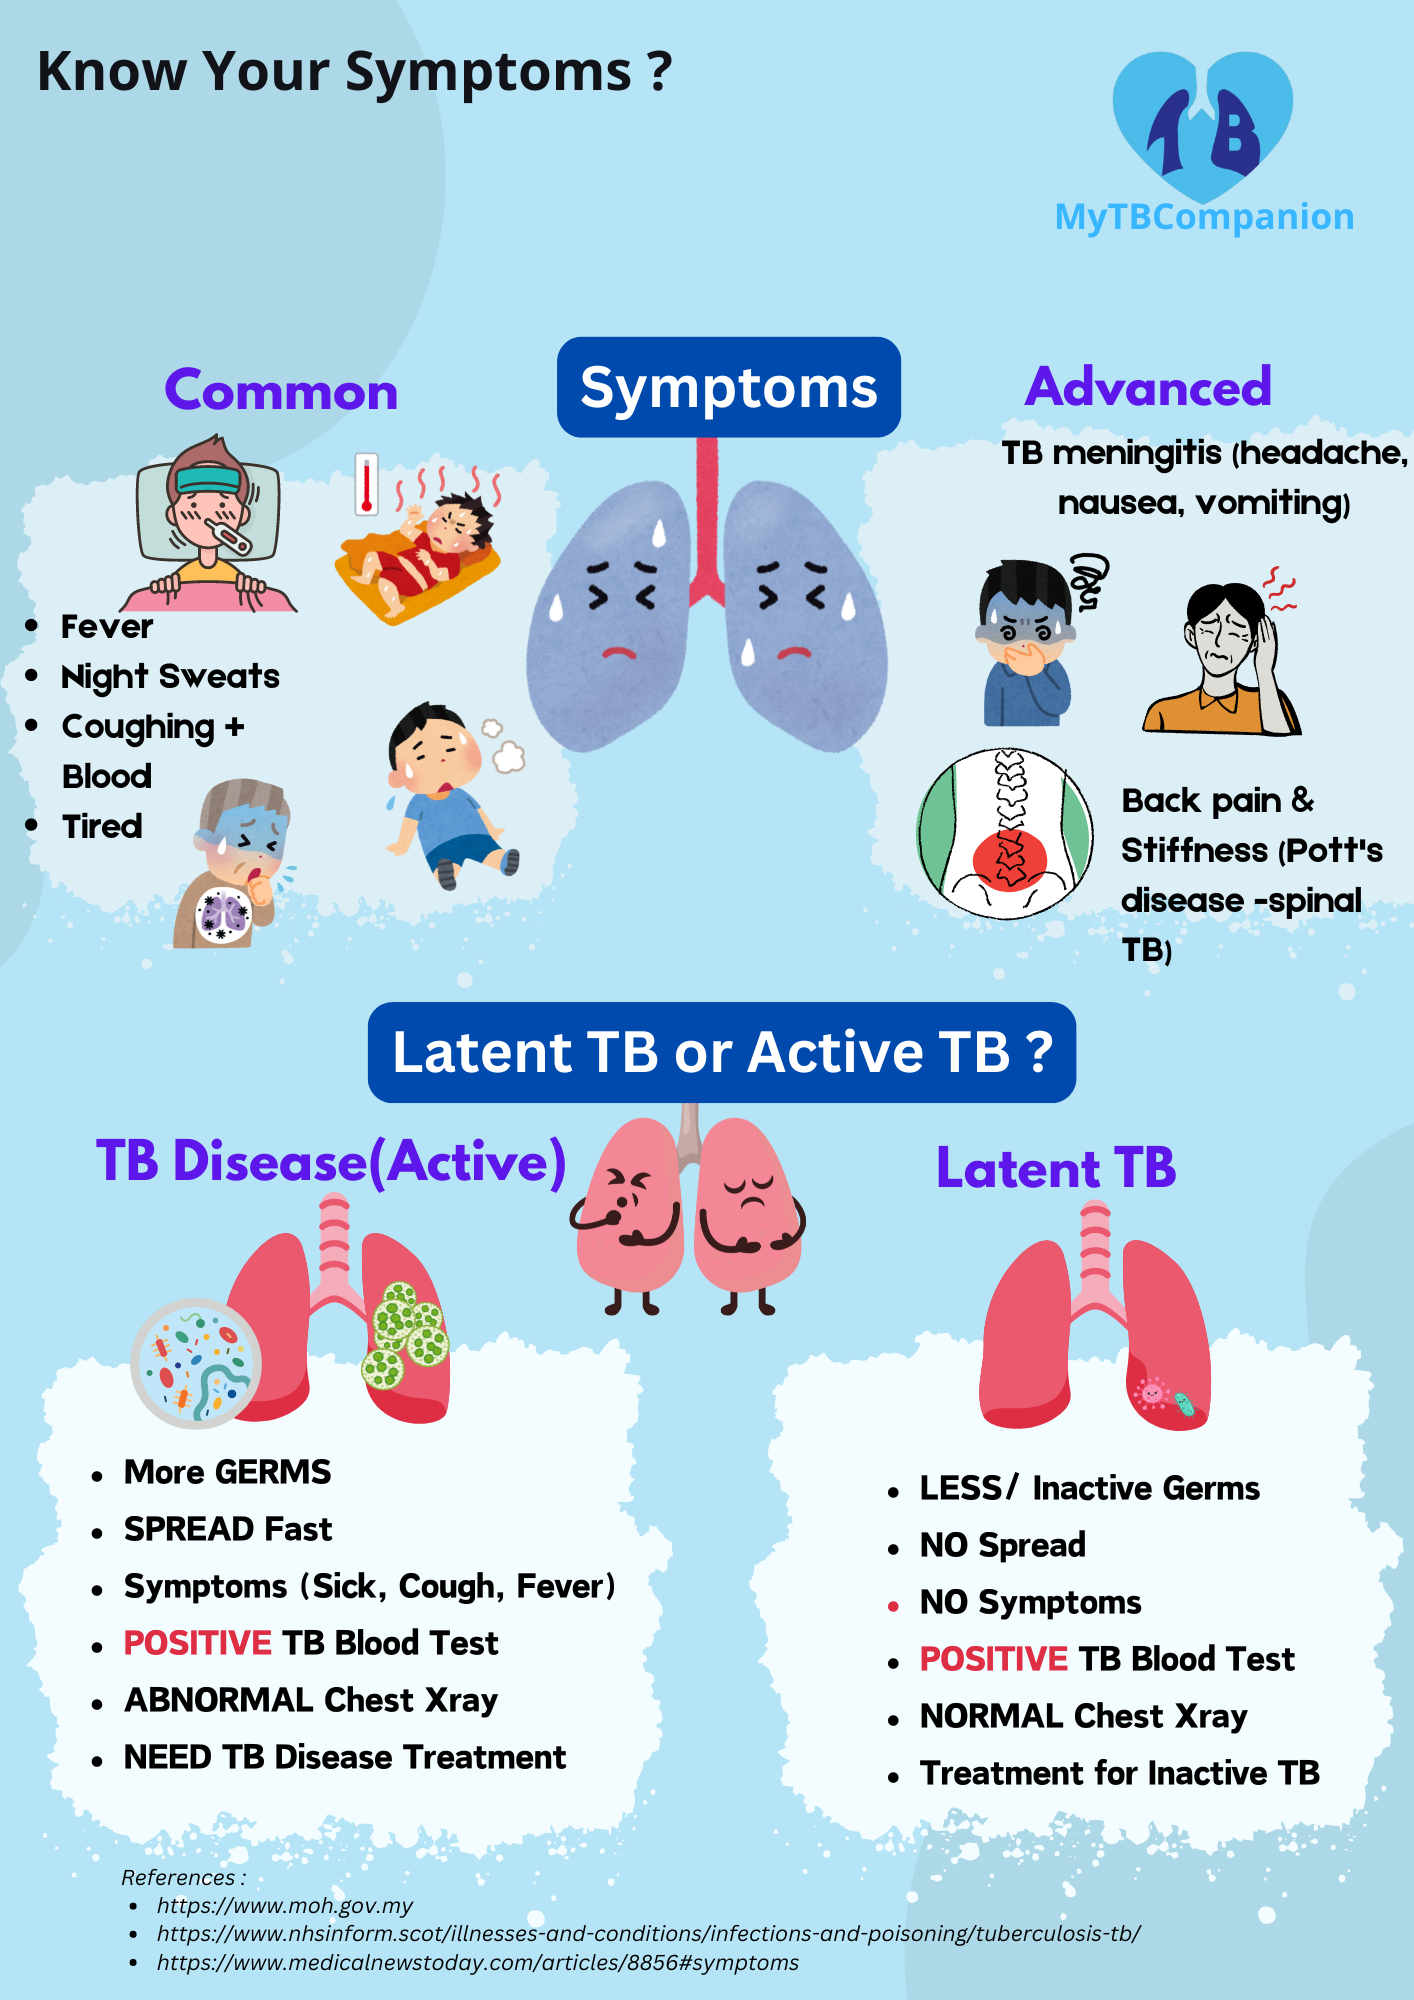 Know Your Symptoms ?
TB
MyTBCompanion
Symptoms
Common
Fever
Night Sweats
Coughing +
Blood
Tired
Advanced
TB meningitis (headache,
nausea, vomiting)
Back pain &
Stiffness (Pott's
disease -spinal
TB)
Latent TB or Active TB ?
TB Disease(Active)
More GERMS
SPREAD Fast
Symptoms (Sick, Cough, Fever)
POSITIVE TB Blood Test
ABNORMAL Chest Xray
NEED TB Disease Treatment
Latent TB
LESS/ Inactive Germs
NO Spread
NO Symptoms
POSITIVE TB Blood Test
NORMAL Chest Xray
Treatment for Inactive TB
References :
https://www.moh.gov.my
https://www.nhsinform.scot/illnesses-and-conditions/infections-and-poisoning/tuberculosis-tb/
https://www.medicalnewstoday.com/articles/8856#symptoms